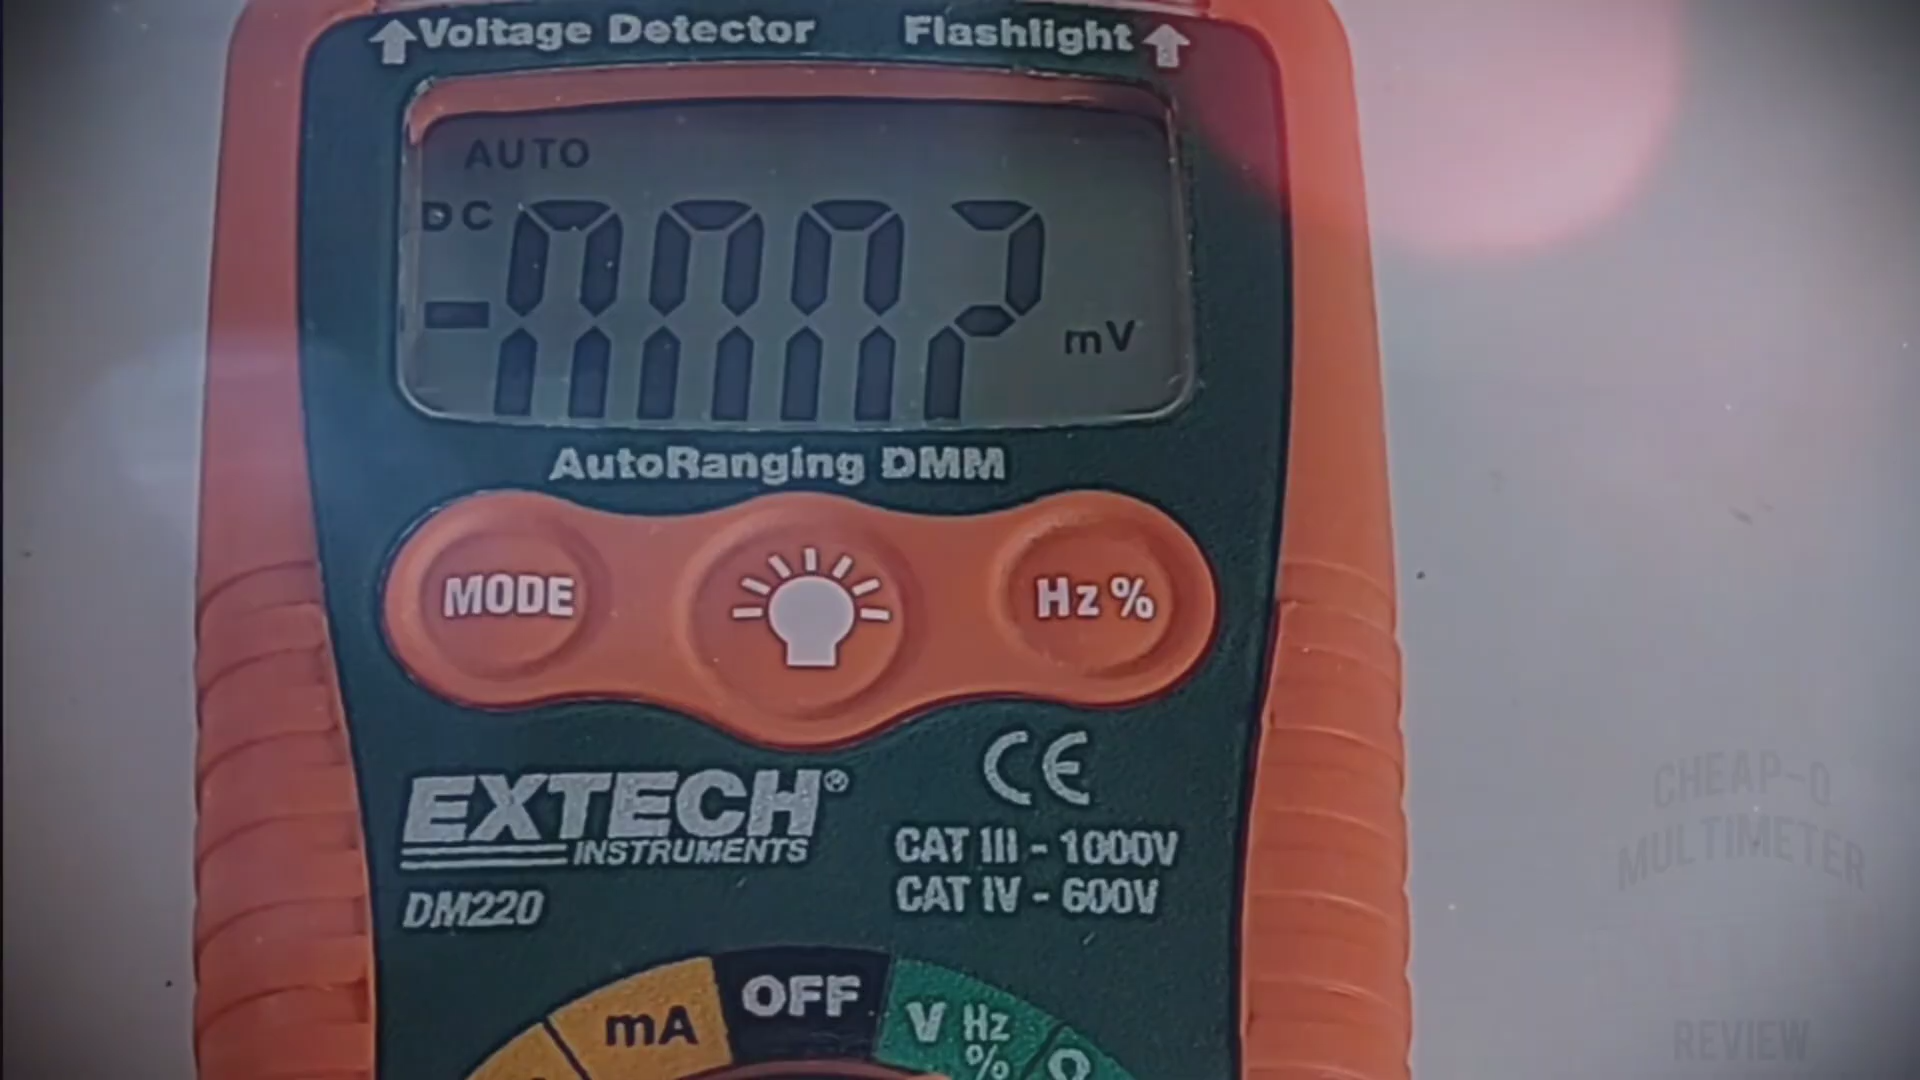 Voltage Detector Flashlight
AUTO
DC
-0002 mV
AutoRanging DMM
MODE
Hz %
EXTECH®
INSTRUMENTS
DM220
CE
CAT III - 1000V
CAT IV - 600V
mA OFF V Hz
%
Ω
CHEAP-O
MULTIMETER
REVIEW